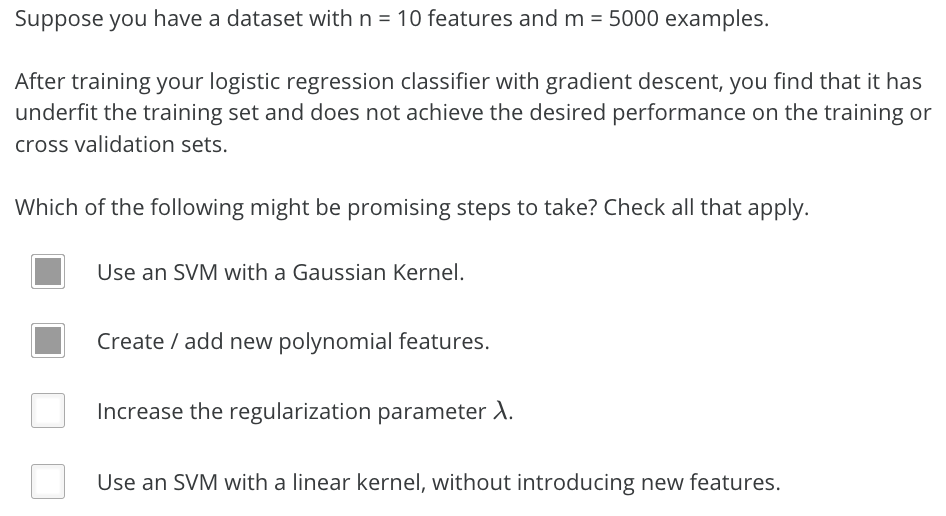 Suppose you have a dataset with n = 10 features and m = 5000 examples.
After training your logistic regression classifier with gradient descent, you find that it has
underfit the training set and does not achieve the desired performance on the training or
cross validation sets.
Which of the following might be promising steps to take? Check all that apply.
Use an SVM with a Gaussian Kernel.
Create / add new polynomial features.
Increase the regularization parameter λ.
Use an SVM with a linear kernel, without introducing new features.